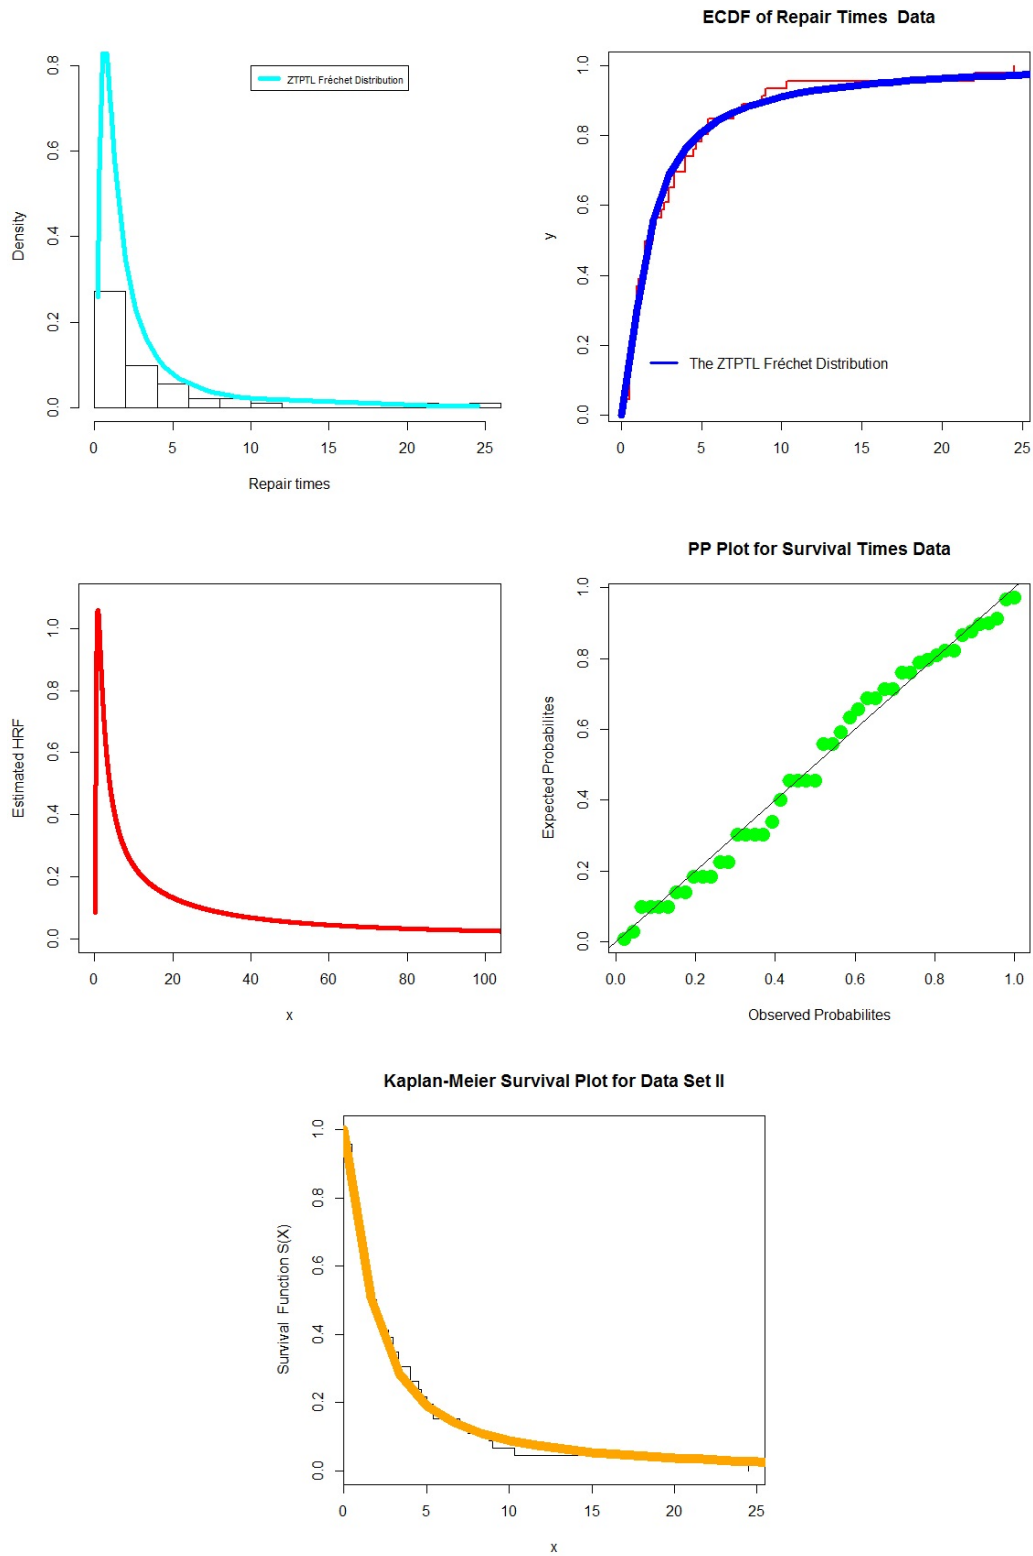 ZTPTL Fréchet Distribution
Density
0.0 0.2 0.4 0.6 0.8
0 5 10 15 20 25
Repair times
ECDF of Repair Times Data
y
0.0 0.2 0.4 0.6 0.8 1.0
The ZTPTL Fréchet Distribution
0 5 10 15 20 25
Estimated HRF
0.0 0.2 0.4 0.6 0.8 1.0
0 20 40 60 80 100
x
PP Plot for Survival Times Data
Expected Probabilites
0.0 0.2 0.4 0.6 0.8 1.0
0.0 0.2 0.4 0.6 0.8 1.0
Observed Probabilites
Kaplan-Meier Survival Plot for Data Set II
Survival Function S(X)
0.0 0.2 0.4 0.6 0.8 1.0
0 5 10 15 20 25
x